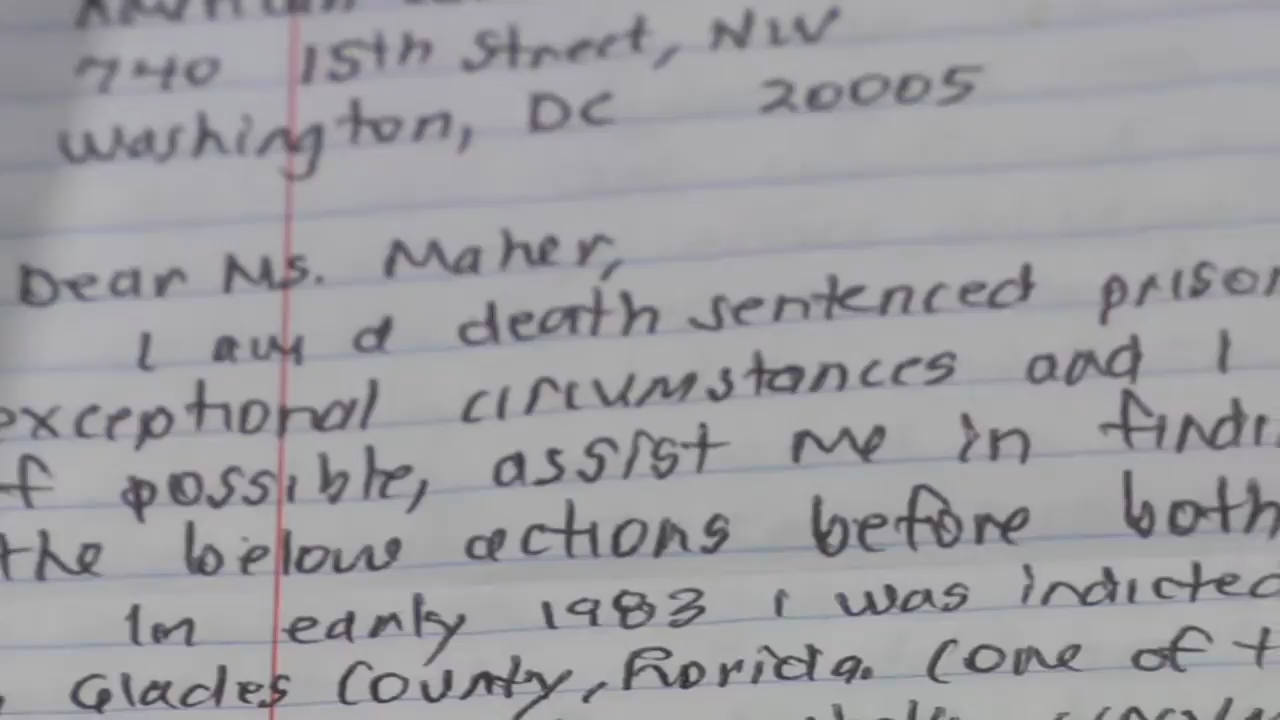 740 15th Street, NW
Washington, DC 20005
Dear Ms. Maher,
I am a death sentenced prison
exceptional circumstances and I
f possible, assist me in findi
the below actions before both
In early 1983 I was indicted
Glades County, Florida. (one of t